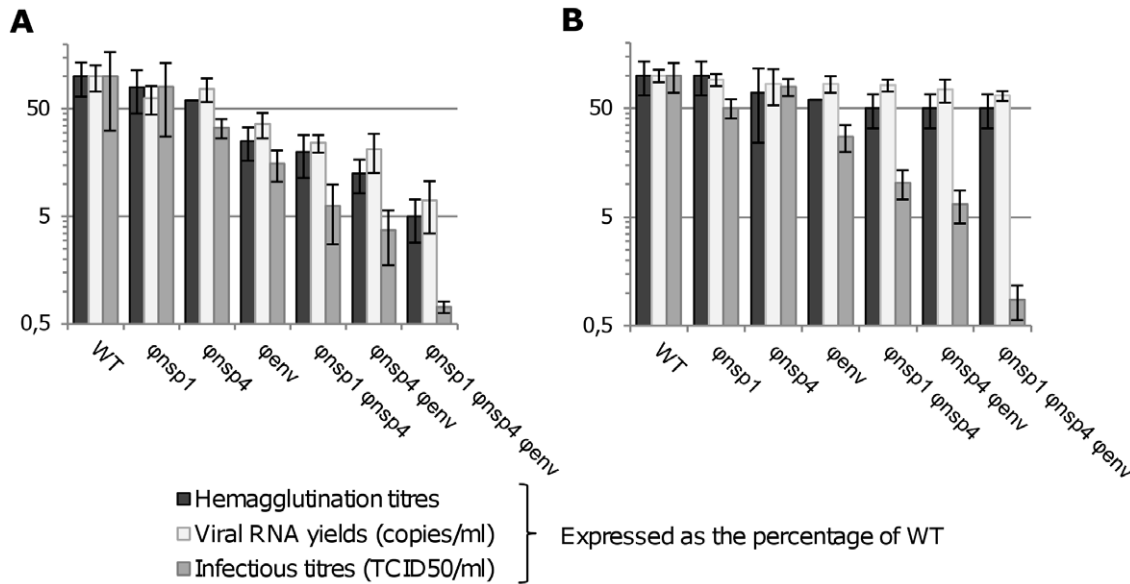 A
50
5
0,5
WT
φnsp1
φnsp4
φenv
φnsp1 φnsp4
φnsp4 φenv
φnsp1 φnsp4 φenv
B
50
5
0,5
WT
φnsp1
φnsp4
φenv
φnsp1 φnsp4
φnsp4 φenv
φnsp1 φnsp4 φenv
Hemagglutination titres
Viral RNA yields (copies/ml)
Infectious titres (TCID50/ml)
Expressed as the percentage of WT